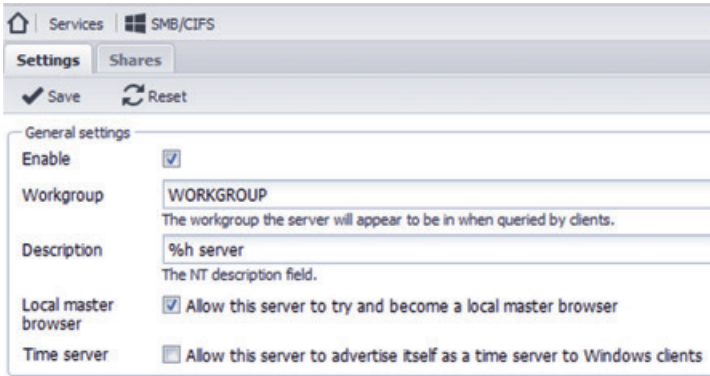 Services SMB/CIFS
Settings Shares
Save Reset
General settings
Enable
Workgroup WORKGROUP
The workgroup the server will appear to be in when queried by clients.
Description %h server
The NT description field.
Local master browser Allow this server to try and become a local master browser
Time server Allow this server to advertise itself as a time server to Windows clients